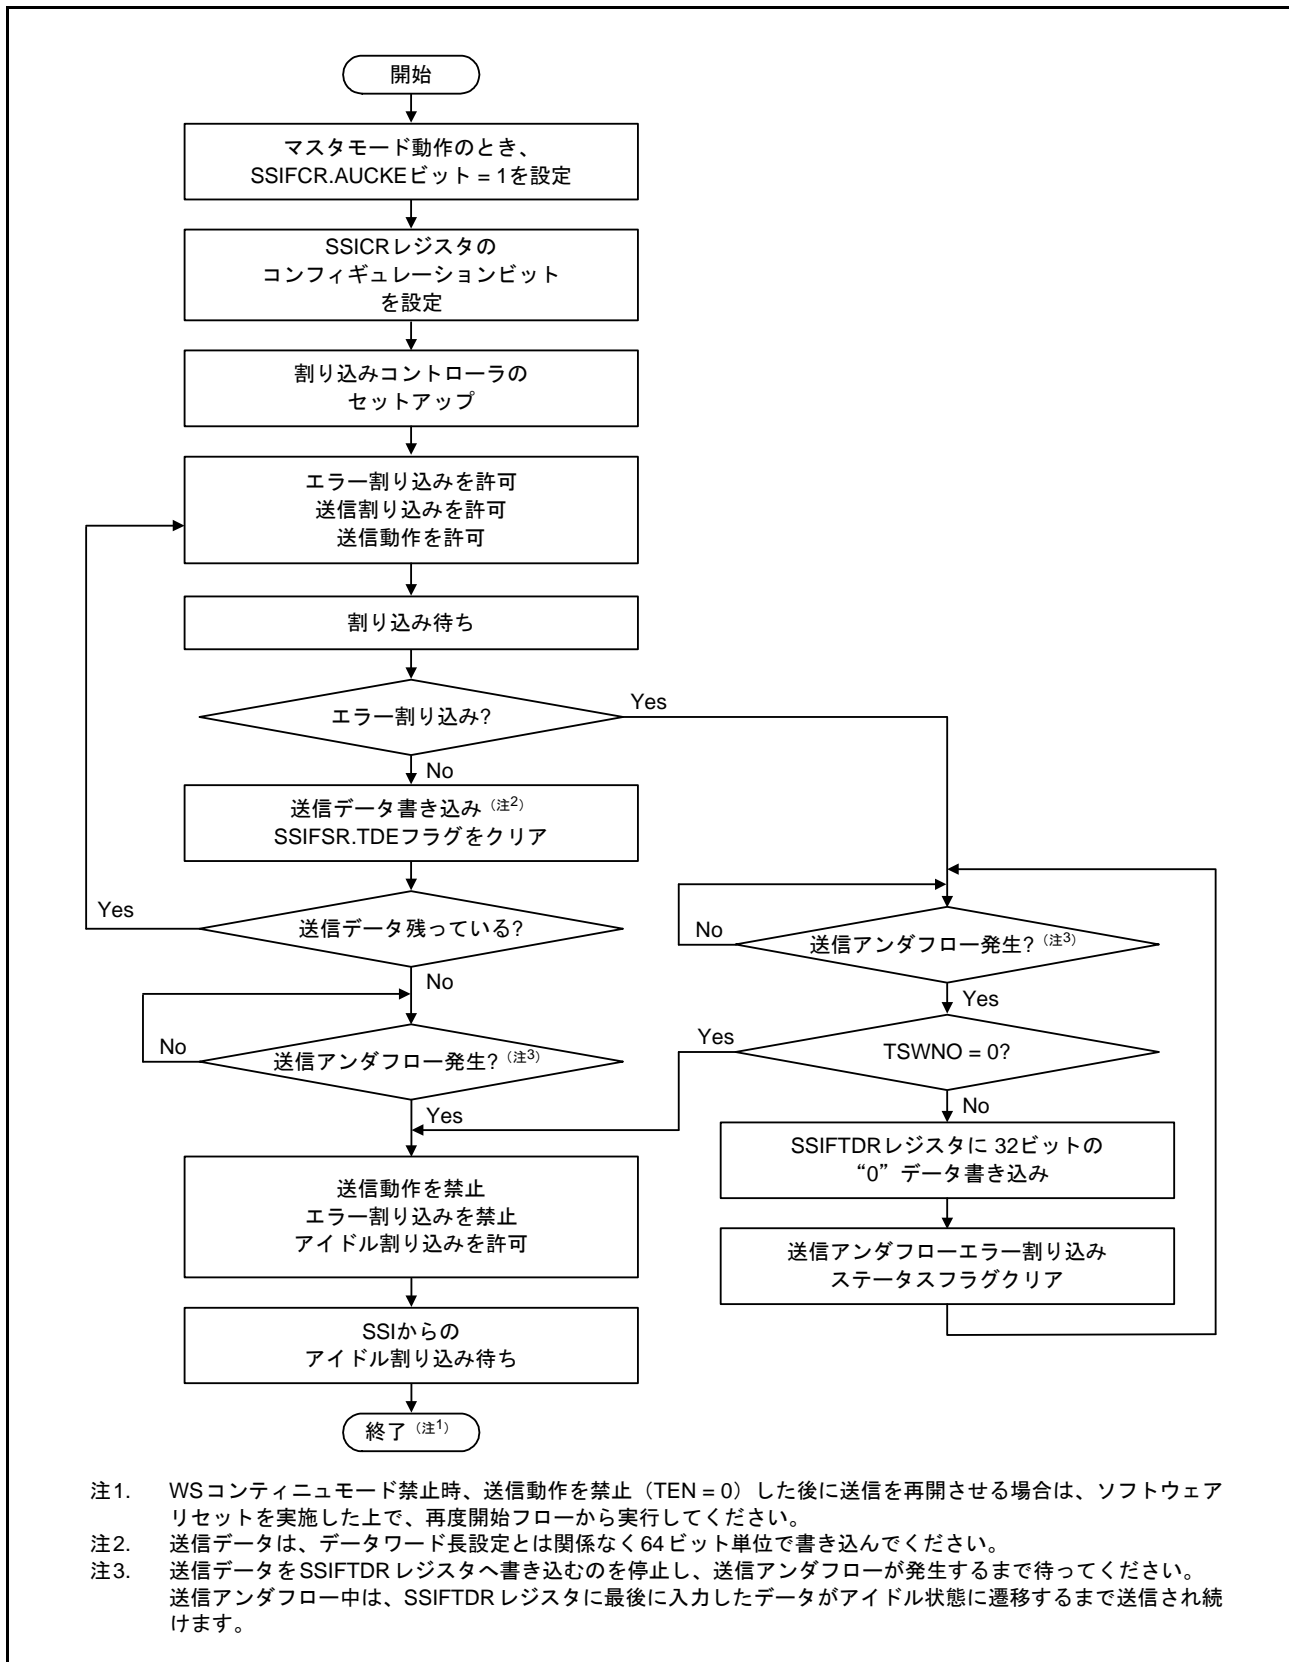 開始
マスタモード動作のとき、
SSIFCR.AUCKEビット = 1を設定
SSICRレジスタの
コンフィギュレーションビット
を設定
割り込みコントローラの
セットアップ
エラー割り込みを許可
送信割り込みを許可
送信動作を許可
割り込み待ち
エラー割り込み?
Yes
No
送信データ書き込み（注2）
SSIFSR.TDEフラグをクリア
送信データ残っている?
Yes
No
送信アンダフロー発生?（注3）
No
Yes
送信アンダフロー発生?（注3）
No
Yes
TSWNO = 0?
Yes
No
SSIFTDRレジスタに 32ビットの
“0”データ書き込み
送信アンダフローエラー割り込み
ステータスフラグクリア
送信動作を禁止
エラー割り込みを禁止
アイドル割り込みを許可
SSIからの
アイドル割り込み待ち
終了（注1）
注1. WSコンティニュモード禁止時、送信動作を禁止（TEN = 0）した後に送信を再開させる場合は、ソフトウェア
リセットを実施した上で、再度開始フローから実行してください。
注2. 送信データは、データワード長設定とは関係なく64ビット単位で書き込んでください。
注3. 送信データをSSIFTDRレジスタへ書き込むのを停止し、送信アンダフローが発生するまで待ってください。
送信アンダフロー中は、SSIFTDRレジスタに最後に入力したデータがアイドル状態に遷移するまで送信され続
けます。